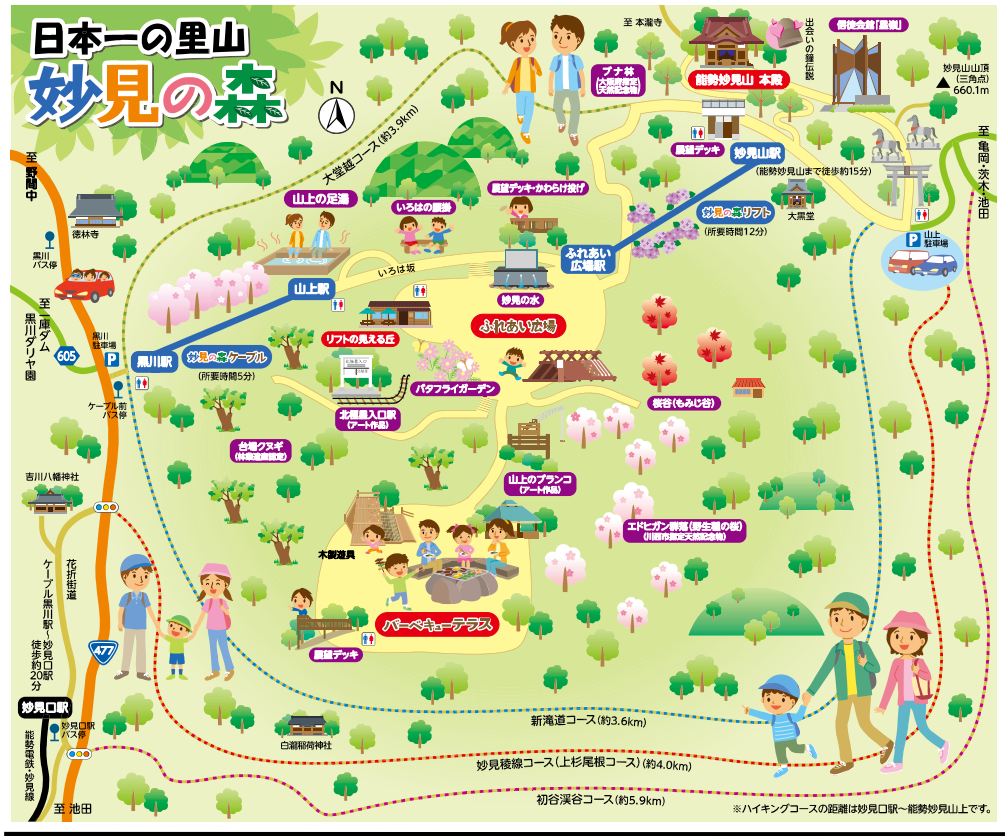 日本一の里山
妙見の森
N
至 本瀧寺
出会いの鐘伝説
信徒会館「星嶺」
能勢妙見山 本殿
ブナ林
(大阪府指定)
(天然記念物)
妙見山山頂
(三角点)
▲ 660.1m
大堂越コース(約3.9km)
展望デッキ
妙見山駅
(能勢妙見山まで徒歩約15分)
至 亀岡・茨木・池田
至 野間中
山上の足湯
いろはの腰掛
展望デッキ・かわらけ投げ
妙見の森リフト
(所要時間12分)
大黒堂
徳林寺
黒川
バス停
ふれあい
広場駅
P 山上
駐車場
いろは坂
山上駅
妙見の水
至 一庫ダム
黒川ダリヤ園
605
黒川
駐車場
P
黒川駅
妙見の森ケーブル
(所要時間5分)
リフトの見える丘
ふれあい広場
バタフライガーデン
ケーブル前
バス停
北極星入口駅
(アート作品)
桜谷(もみじ谷)
台場クヌギ
吉川八幡神社
山上のブランコ
(アート作品)
エドヒガン群落(野生種の桜)
(川西市指定天然記念物)
木製遊具
花折街道
ケーブル黒川駅〜妙見口駅
徒歩約20分
バーベキューテラス
477
展望デッキ
妙見口駅
妙見口駅
バス停
能勢電鉄・妙見線
白瀧稲荷神社
新滝道コース(約3.6km)
妙見稜線コース(上杉尾根コース)(約4.0km)
初谷渓谷コース(約5.9km)
至 池田
※ハイキングコースの距離は妙見口駅〜能勢妙見山上です。